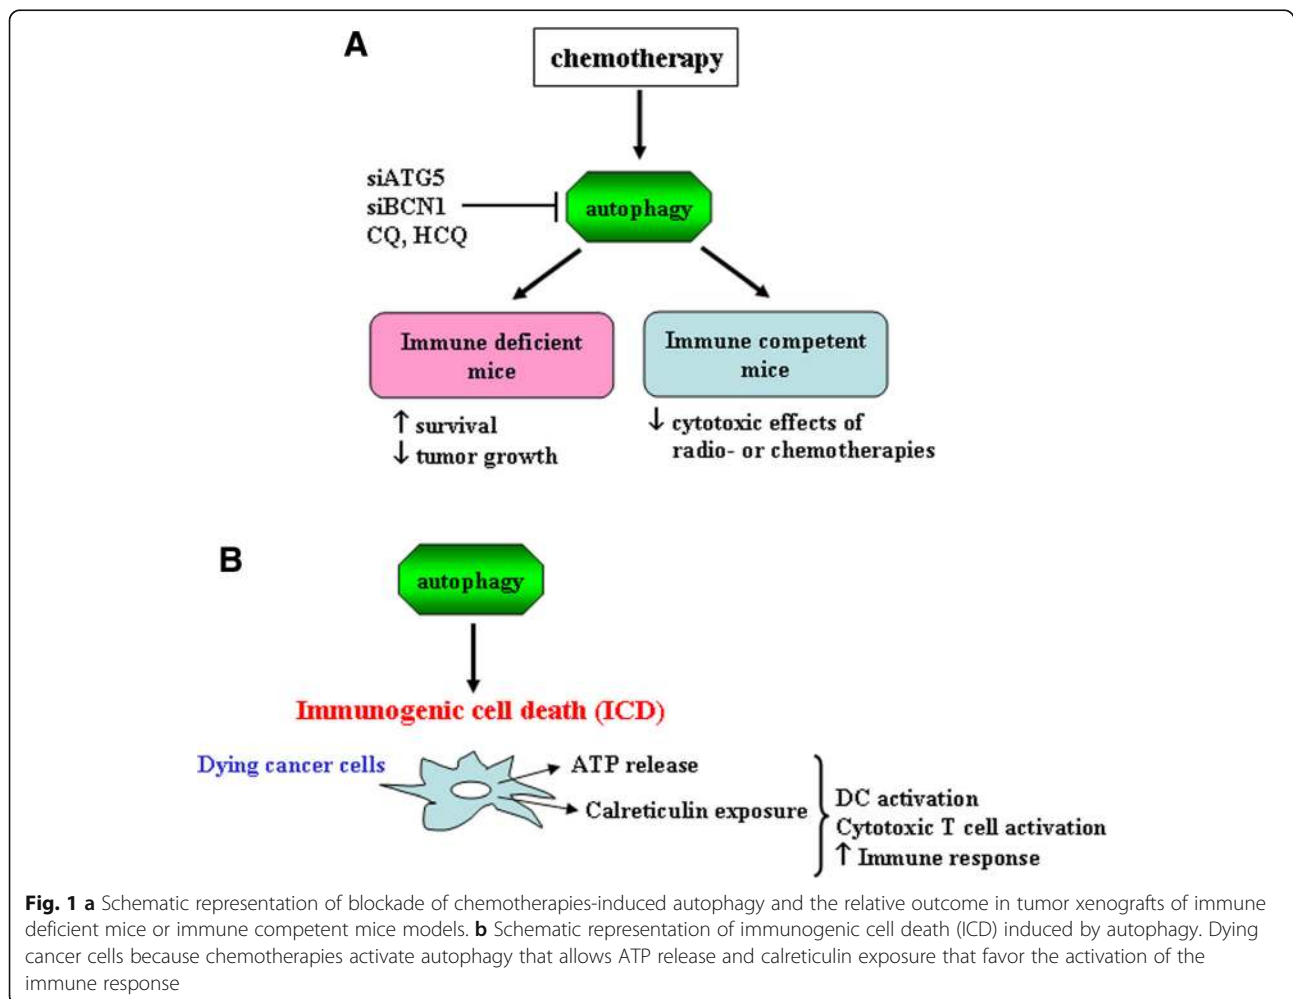 A
chemotherapy
siATG5
siBCN1
CQ, HCQ
autophagy
Immune deficient
mice
↑ survival
↓ tumor growth
Immune competent
mice
↓ cytotoxic effects of
radio- or chemotherapies
B
autophagy
Immunogenic cell death (ICD)
Dying cancer cells
ATP release
Calreticulin exposure
DC activation
Cytotoxic T cell activation
↑ Immune response
Fig. 1 a Schematic representation of blockade of chemotherapies-induced autophagy and the relative outcome in tumor xenografts of immune
deficient mice or immune competent mice models. b Schematic representation of immunogenic cell death (ICD) induced by autophagy. Dying
cancer cells because chemotherapies activate autophagy that allows ATP release and calreticulin exposure that favor the activation of the
immune response